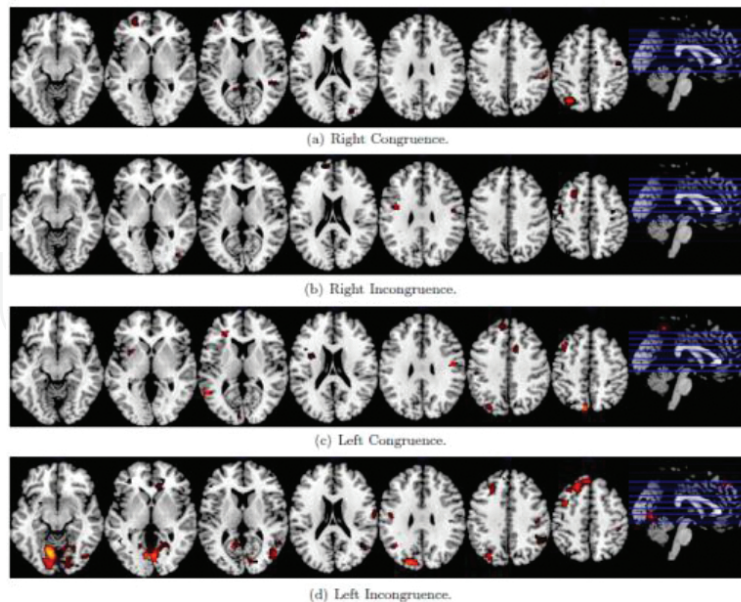 (a) Right Congruence.
(b) Right Incongruence.
(c) Left Congruence.
(d) Left Incongruence.